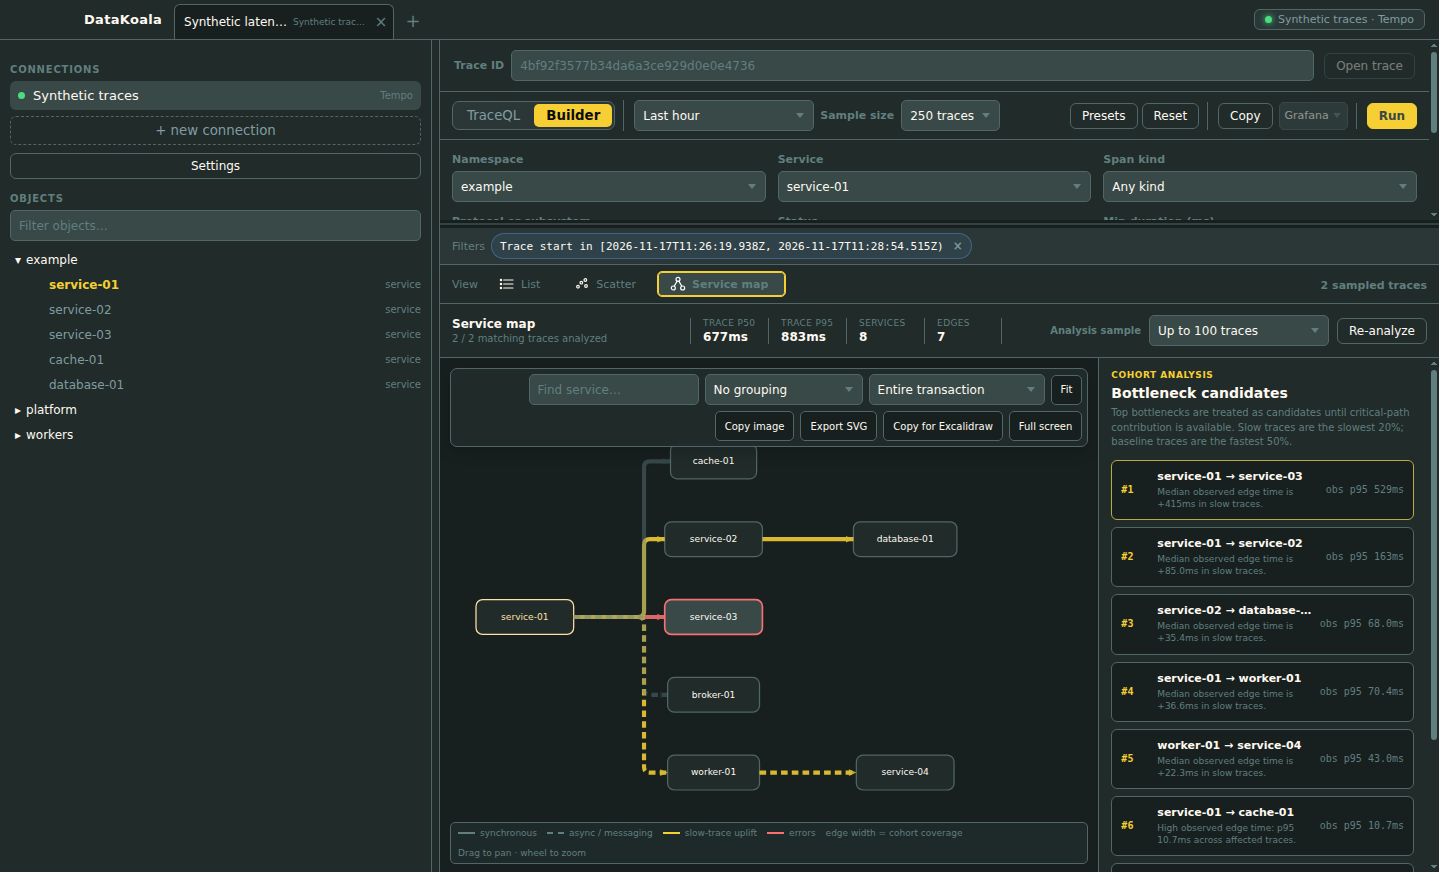 DataKoala
Synthetic laten... Synthetic trac... × +
Synthetic traces · Tempo
CONNECTIONS
Synthetic traces Tempo
+ new connection
Settings
OBJECTS
Filter objects...
▾ example
service-01 service
service-02 service
service-03 service
cache-01 service
database-01 service
▸ platform
▸ workers
Trace ID 4bf92f3577b34da6a3ce929d0e0e4736 Open trace
TraceQL Builder Last hour Sample size 250 traces Presets Reset Copy Grafana Run
Namespace Service Span kind
example service-01 Any kind
Protocol or subsystem Status Min duration (ms)
Filters Trace start in [2026-11-17T11:26:19.938Z, 2026-11-17T11:28:54.515Z) ×
View List Scatter Service map 2 sampled traces
Service map
2 / 2 matching traces analyzed
TRACE P50 TRACE P95 SERVICES EDGES
677ms 883ms 8 7
Analysis sample Up to 100 traces Re-analyze
Find service... No grouping Entire transaction Fit
Copy image Export SVG Copy for Excalidraw Full screen
cache-01
service-02 database-01
service-01 service-03
broker-01
worker-01 service-04
synchronous async / messaging slow-trace uplift errors edge width = cohort coverage
Drag to pan · wheel to zoom
COHORT ANALYSIS
Bottleneck candidates
Top bottlenecks are treated as candidates until critical-path
contribution is available. Slow traces are the slowest 20%;
baseline traces are the fastest 50%.
#1 service-01 → service-03 obs p95 529ms
Median observed edge time is
+415ms in slow traces.
#2 service-01 → service-02 obs p95 163ms
Median observed edge time is
+85.0ms in slow traces.
#3 service-02 → database-... obs p95 68.0ms
Median observed edge time is
+35.4ms in slow traces.
#4 service-01 → worker-01 obs p95 70.4ms
Median observed edge time is
+36.6ms in slow traces.
#5 worker-01 → service-04 obs p95 43.0ms
Median observed edge time is
+22.3ms in slow traces.
#6 service-01 → cache-01 obs p95 10.7ms
High observed edge time: p95
10.7ms across affected traces.